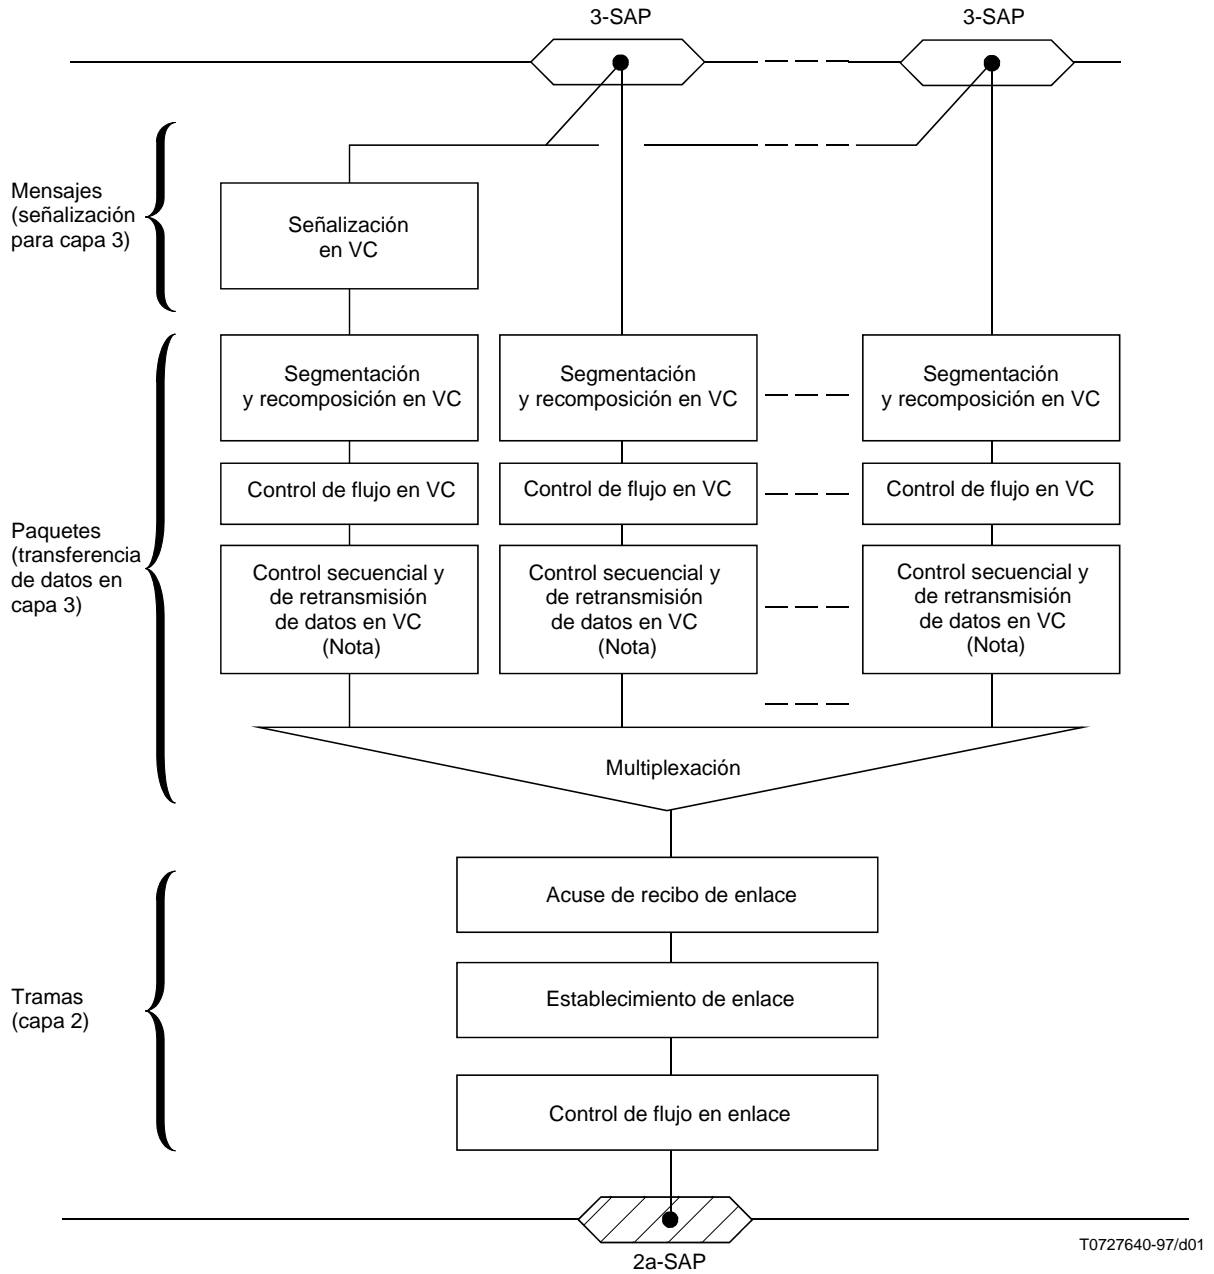 3-SAP
3-SAP
Mensajes
(señalización
para capa 3)
Señalización
en VC
Segmentación
y recomposición en VC
Segmentación
y recomposición en VC
Segmentación
y recomposición en VC
Control de flujo en VC
Control de flujo en VC
Control de flujo en VC
Paquetes
(transferencia
de datos en
capa 3)
Control secuencial y
de retransmisión
de datos en VC
(Nota)
Control secuencial y
de retransmisión
de datos en VC
(Nota)
Control secuencial y
de retransmisión
de datos en VC
(Nota)
Multiplexación
Acuse de recibo de enlace
Tramas
(capa 2)
Establecimiento de enlace
Control de flujo en enlace
2a-SAP
T0727640-97/d01